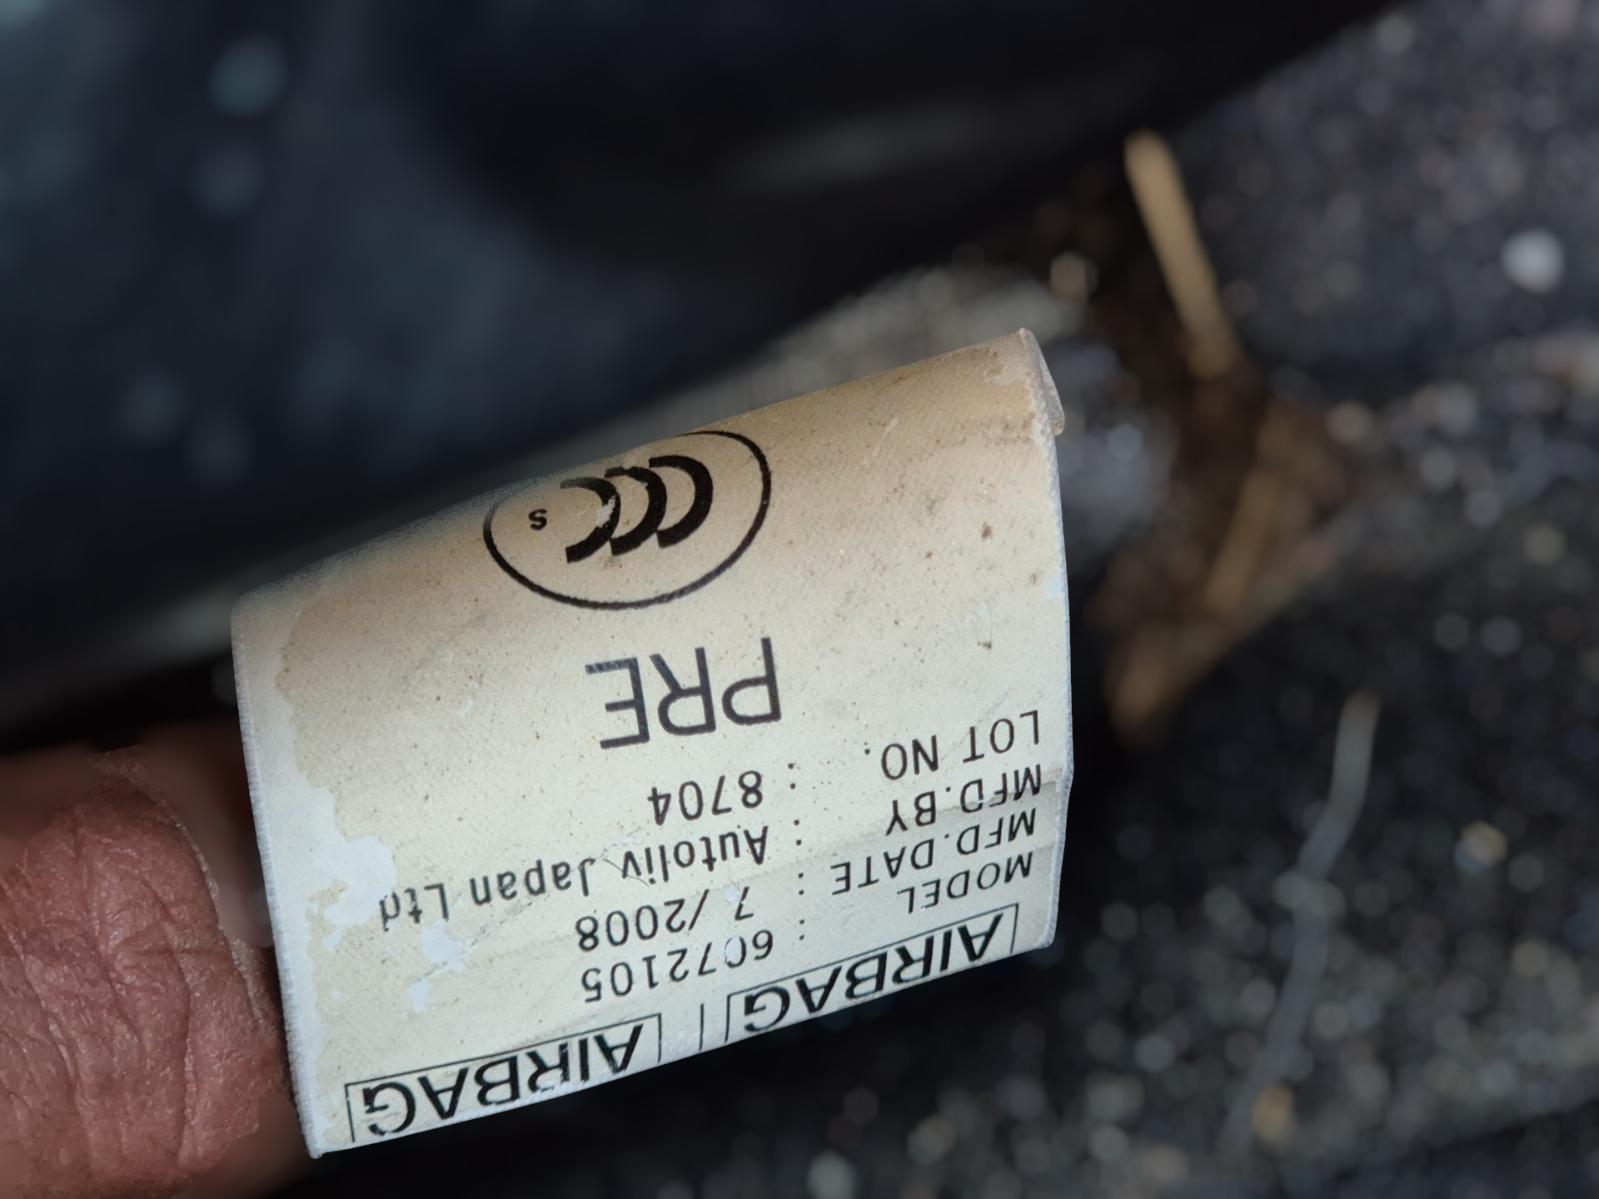 AIRBAG AIRBAG
MODEL : 6072105
MFD.DATE : 7 /2008
MFD.BY : Autoliv Japan Ltd
LOT NO. : 8704
PRE
CCC S